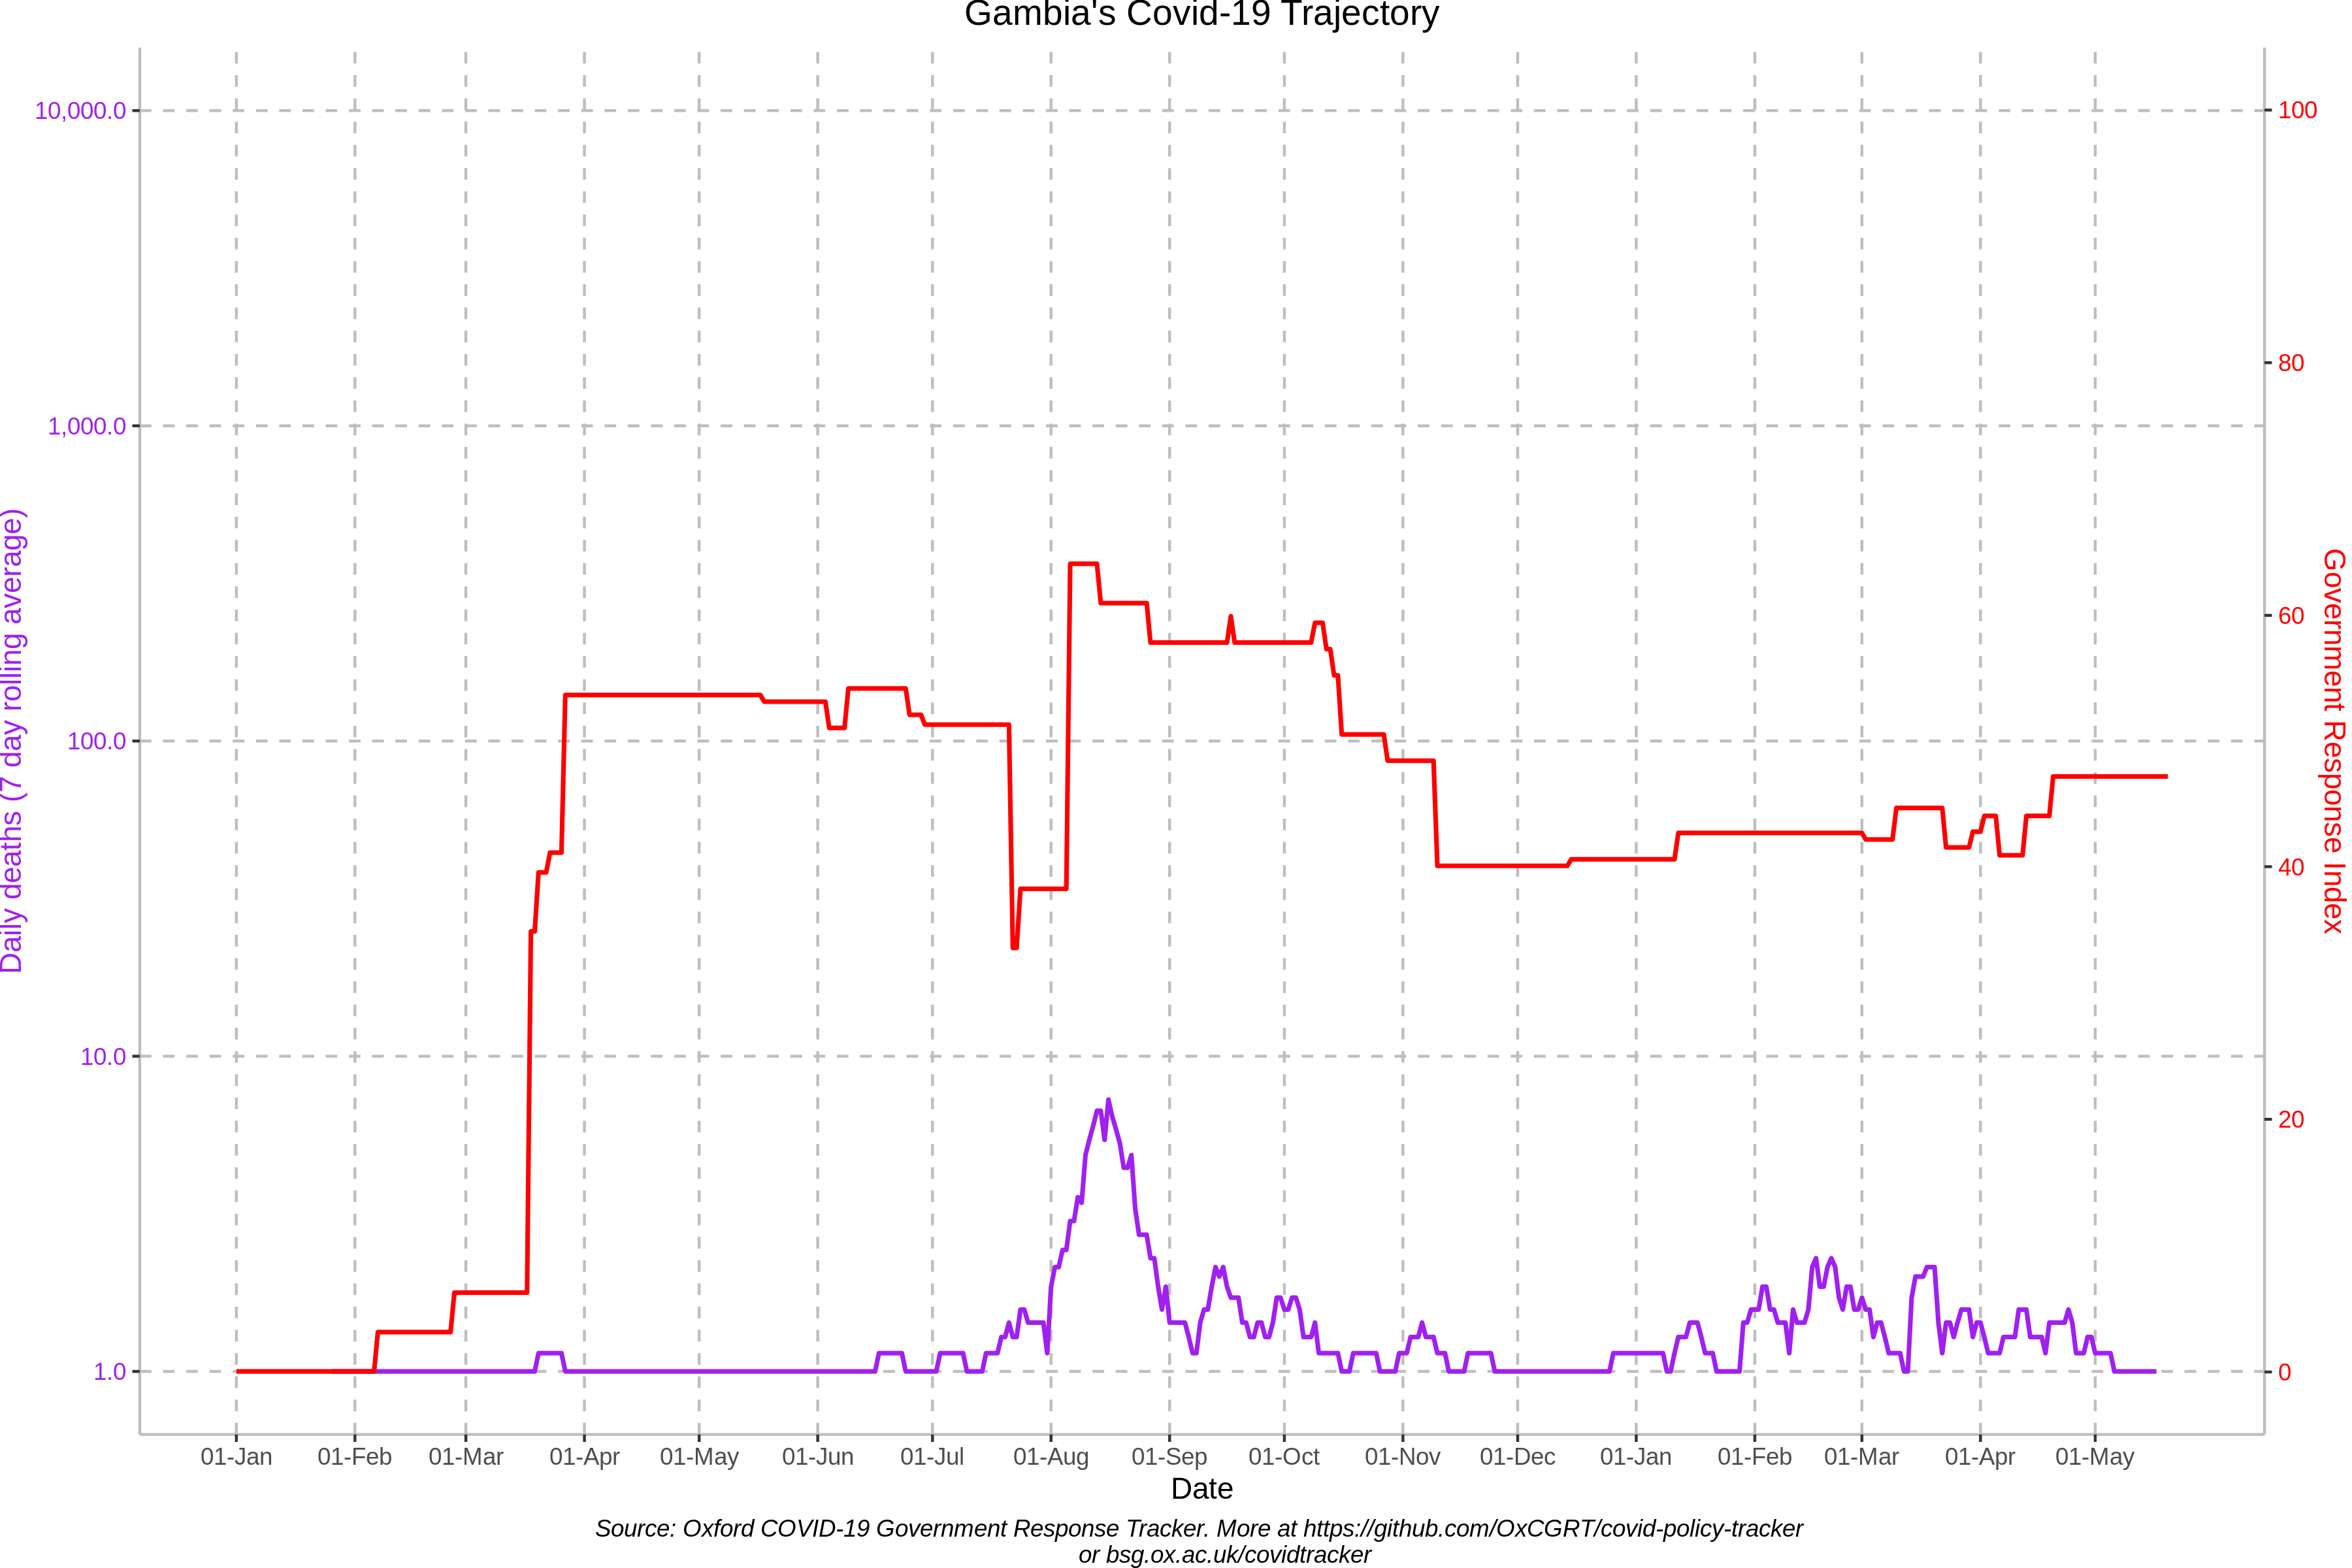 Gambia's Covid-19 Trajectory
10,000.0
1,000.0
100.0
10.0
1.0
Daily deaths (7 day rolling average)
100
80
60
40
20
0
Government Response Index
01-Jan 01-Feb 01-Mar 01-Apr 01-May 01-Jun 01-Jul 01-Aug 01-Sep 01-Oct 01-Nov 01-Dec 01-Jan 01-Feb 01-Mar 01-Apr 01-May
Date
Source: Oxford COVID-19 Government Response Tracker. More at https://github.com/OxCGRT/covid-policy-tracker
or bsg.ox.ac.uk/covidtracker